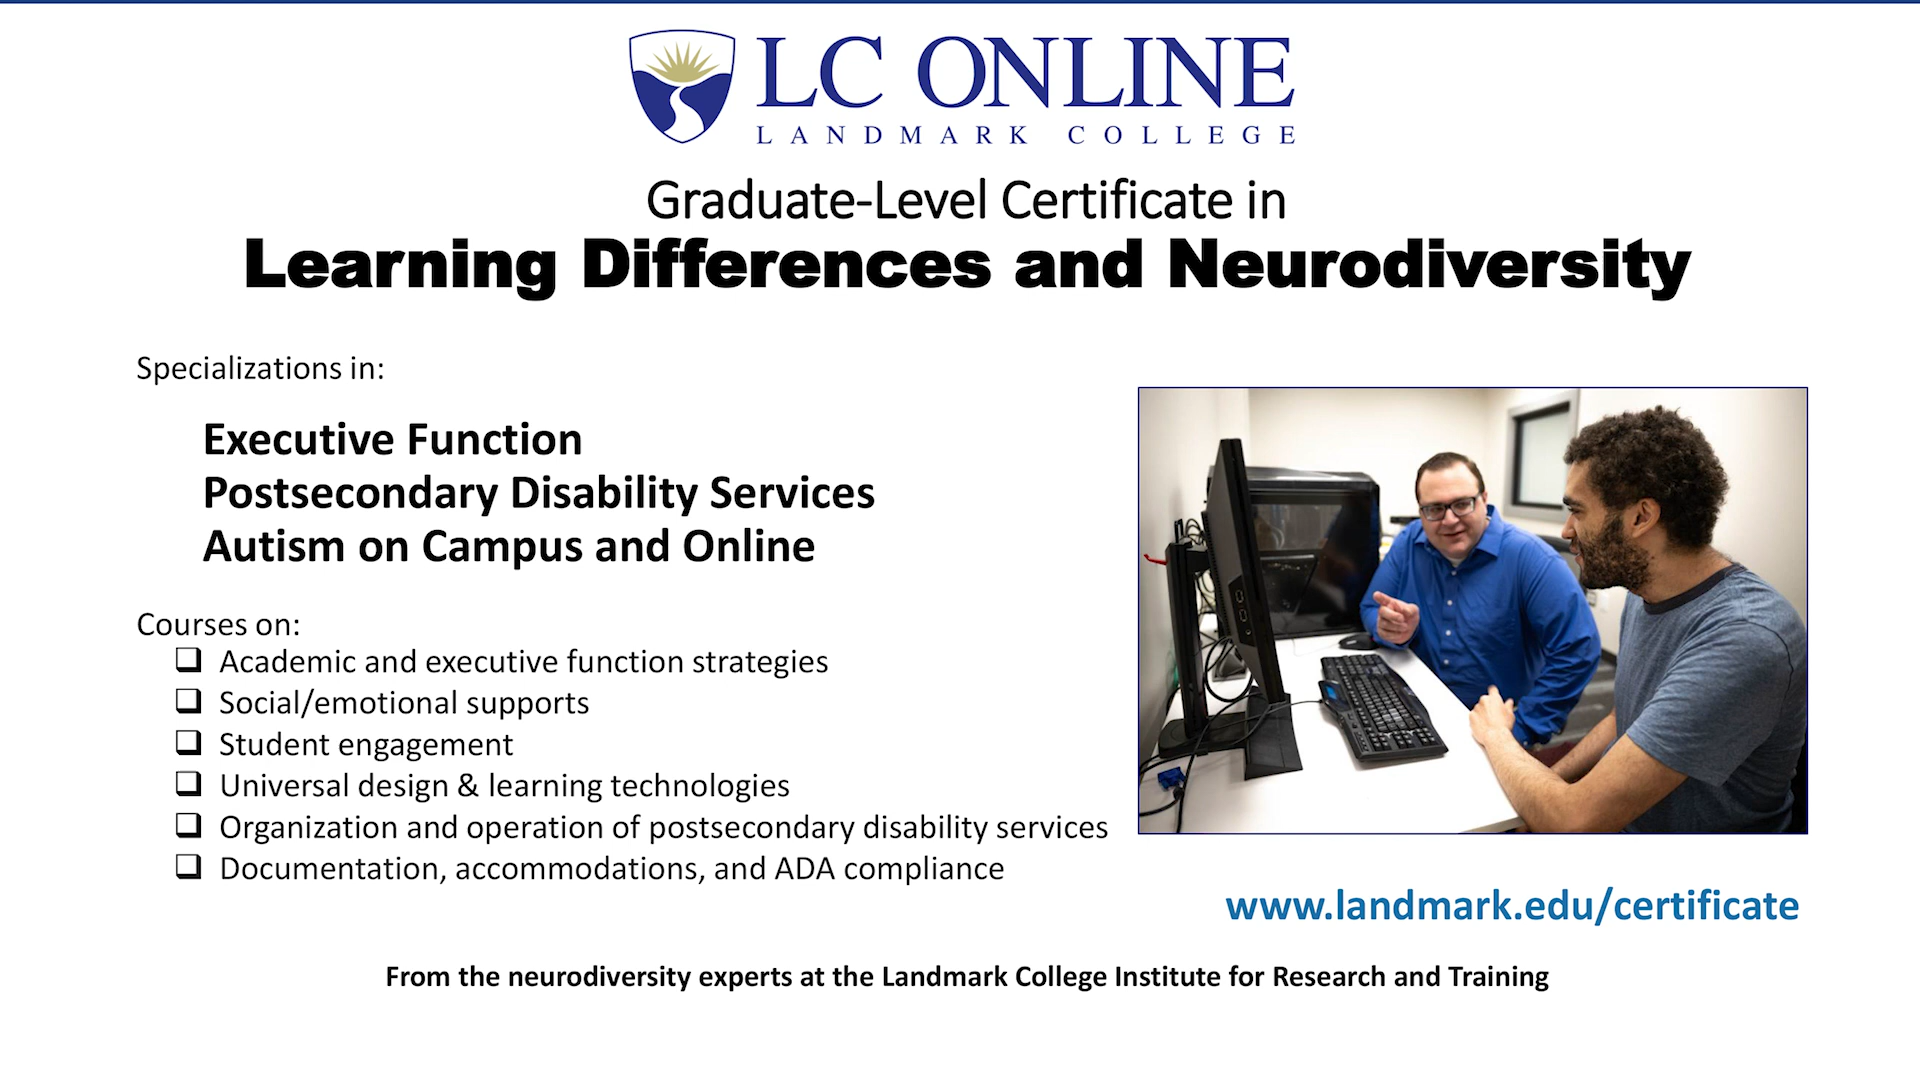 LC ONLINE
LANDMARK COLLEGE
Graduate-Level Certificate in
Learning Differences and Neurodiversity
Specializations in:
Executive Function
Postsecondary Disability Services
Autism on Campus and Online
Courses on:
❑ Academic and executive function strategies
❑ Social/emotional supports
❑ Student engagement
❑ Universal design & learning technologies
❑ Organization and operation of postsecondary disability services
❑ Documentation, accommodations, and ADA compliance
www.landmark.edu/certificate
From the neurodiversity experts at the Landmark College Institute for Research and Training